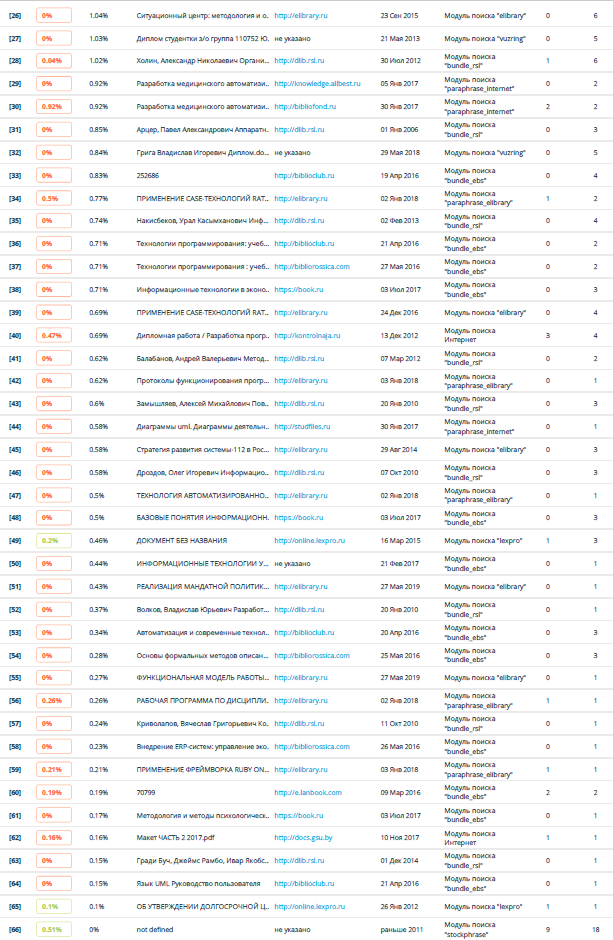 [26] 0% 1.04% Ситуационный центр: методология и о.. http://elibrary.ru 23 Сен 2015 Модуль поиска "elibrary" 0 6
[27] 0% 1.03% Диплом студентки з/о группа 110752 Ю. не указано 21 Мая 2013 Модуль поиска "vuzring" 0 5
[28] 0.04% 1.02% Холин, Александр Николаевич Органи... http://dlib.rsl.ru 30 Июл 2012 Модуль поиска "bundle_rsl" 1 6
[29] 0% 0.92% Разработка медицинского автоматизи.. http://knowledge.allbest.ru 05 Янв 2017 Модуль поиска "paraphrase_internet" 0 2
[30] 0.92% 0.92% Разработка медицинского автоматизи.. http://bibliofond.ru 30 Янв 2017 Модуль поиска "paraphrase_internet" 2 2
[31] 0% 0.85% Арцер, Павел Александрович Аппаратн.. http://dlib.rsl.ru 01 Янв 2006 Модуль поиска "bundle_rsl" 0 3
[32] 0% 0.84% Грига Владислав Игоревич Диплом.do... не указано 29 Мая 2018 Модуль поиска "vuzring" 0 5
[33] 0% 0.83% 252686 http://biblioclub.ru 19 Апр 2016 Модуль поиска "bundle_ebs" 0 4
[34] 0.5% 0.77% ПРИМЕНЕНИЕ CASE-ТЕХНОЛОГИЙ RAT... http://elibrary.ru 02 Янв 2018 Модуль поиска "paraphrase_elibrary" 1 2
[35] 0% 0.74% Накисбеков, Урал Касымханович Инф... http://dlib.rsl.ru 02 Фев 2013 Модуль поиска "bundle_rsl" 0 4
[36] 0% 0.71% Технологии программирования: учеб... http://biblioclub.ru 21 Апр 2016 Модуль поиска "bundle_ebs" 0 2
[37] 0% 0.71% Технологии программирования : учеб.. http://bibliorossica.com 27 Мая 2016 Модуль поиска "bundle_ebs" 0 2
[38] 0% 0.71% Информационные технологии в эконо... https://book.ru 03 Июл 2017 Модуль поиска "bundle_ebs" 0 3
[39] 0% 0.69% ПРИМЕНЕНИЕ CASE-ТЕХНОЛОГИЙ RAT... http://elibrary.ru 24 Дек 2016 Модуль поиска "elibrary" 0 4
[40] 0.47% 0.69% Дипломная работа / Разработка прогр.. http://kontrolnaja.ru 13 Дек 2012 Модуль поиска Интернет 3 4
[41] 0% 0.62% Балабанов, Андрей Валерьевич Метод... http://dlib.rsl.ru 07 Мар 2012 Модуль поиска "bundle_rsl" 0 2
[42] 0% 0.62% Протоколы функционирования прогр... http://elibrary.ru 03 Янв 2018 Модуль поиска "paraphrase_elibrary" 0 1
[43] 0% 0.6% Замышляев, Алексей Михайлович Пов... http://dlib.rsl.ru 20 Янв 2010 Модуль поиска "bundle_rsl" 0 3
[44] 0% 0.58% Диаграммы uml. Диаграммы деятельн.. http://studfiles.ru 30 Янв 2017 Модуль поиска "paraphrase_internet" 0 1
[45] 0% 0.58% Стратегия развития системы-112 в Рос... http://elibrary.ru 29 Авг 2014 Модуль поиска "elibrary" 0 3
[46] 0% 0.58% Дроздов, Олег Игоревич Информацио... http://dlib.rsl.ru 07 Окт 2010 Модуль поиска "bundle_rsl" 0 3
[47] 0% 0.5% ТЕХНОЛОГИЯ АВТОМАТИЗИРОВАННО... http://elibrary.ru 02 Янв 2018 Модуль поиска "paraphrase_elibrary" 0 1
[48] 0% 0.5% БАЗОВЫЕ ПОНЯТИЯ ИНФОРМАЦИОНН. https://book.ru 03 Июл 2017 Модуль поиска "bundle_ebs" 0 3
[49] 0.2% 0.46% ДОКУМЕНТ БЕЗ НАЗВАНИЯ http://online.lexpro.ru 16 Мар 2015 Модуль поиска "lexpro" 1 3
[50] 0% 0.44% ИНФОРМАЦИОННЫЕ ТЕХНОЛОГИИ У... не указано 21 Фев 2017 Модуль поиска "bundle_ebs" 0 1
[51] 0% 0.43% РЕАЛИЗАЦИЯ МАНДАТНОЙ ПОЛИТИК... http://elibrary.ru 27 Мая 2019 Модуль поиска "elibrary" 0 1
[52] 0% 0.37% Волков, Владислав Юрьевич Разработ... http://dlib.rsl.ru 20 Янв 2010 Модуль поиска "bundle_rsl" 0 1
[53] 0% 0.34% Автоматизация и современные технол.. http://biblioclub.ru 20 Апр 2016 Модуль поиска "bundle_ebs" 0 3
[54] 0% 0.28% Основы формальных методов описан... http://bibliorossica.com 25 Мая 2016 Модуль поиска "bundle_ebs" 0 3
[55] 0% 0.27% ФУНКЦИОНАЛЬНАЯ МОДЕЛЬ РАБОТЫ... http://elibrary.ru 27 Мая 2019 Модуль поиска "elibrary" 0 1
[56] 0.26% 0.26% РАБОЧАЯ ПРОГРАММА ПО ДИСЦИПЛИ.. http://elibrary.ru 02 Янв 2018 Модуль поиска "paraphrase_elibrary" 1 1
[57] 0% 0.24% Криволапов, Вячеслав Григорьевич Ко.. http://dlib.rsl.ru 11 Окт 2010 Модуль поиска "bundle_rsl" 0 1
[58] 0% 0.23% Внедрение ERP-систем: управление эко.. http://bibliorossica.com 26 Мая 2016 Модуль поиска "bundle_ebs" 0 1
[59] 0.21% 0.21% ПРИМЕНЕНИЕ ФРЕЙМВОРКА RUBY ON... http://elibrary.ru 03 Янв 2018 Модуль поиска "paraphrase_elibrary" 1 1
[60] 0.19% 0.19% 70799 http://e.lanbook.com 09 Мар 2016 Модуль поиска "bundle_ebs" 2 2
[61] 0% 0.17% Методология и методы психологическ.. https://book.ru 03 Июл 2017 Модуль поиска "bundle_ebs" 0 1
[62] 0.16% 0.16% Макет ЧАСТЬ 2 2017.pdf http://docs.gsu.by 10 Ноя 2017 Модуль поиска Интернет 1 1
[63] 0% 0.15% Гради Буч, Джеймс Рамбо, Ивар Якобс... http://dlib.rsl.ru 01 Дек 2014 Модуль поиска "bundle_rsl" 0 1
[64] 0% 0.15% Язык UML Руководство пользователя http://biblioclub.ru 21 Апр 2016 Модуль поиска "bundle_ebs" 0 1
[65] 0.1% 0.1% ОБ УТВЕРЖДЕНИИ ДОЛГОСРОЧНОЙ Ц.. http://online.lexpro.ru 26 Янв 2012 Модуль поиска "lexpro" 1 1
[66] 0.51% 0% not defined не указано раньше 2011 Модуль поиска "stockphrase" 9 18